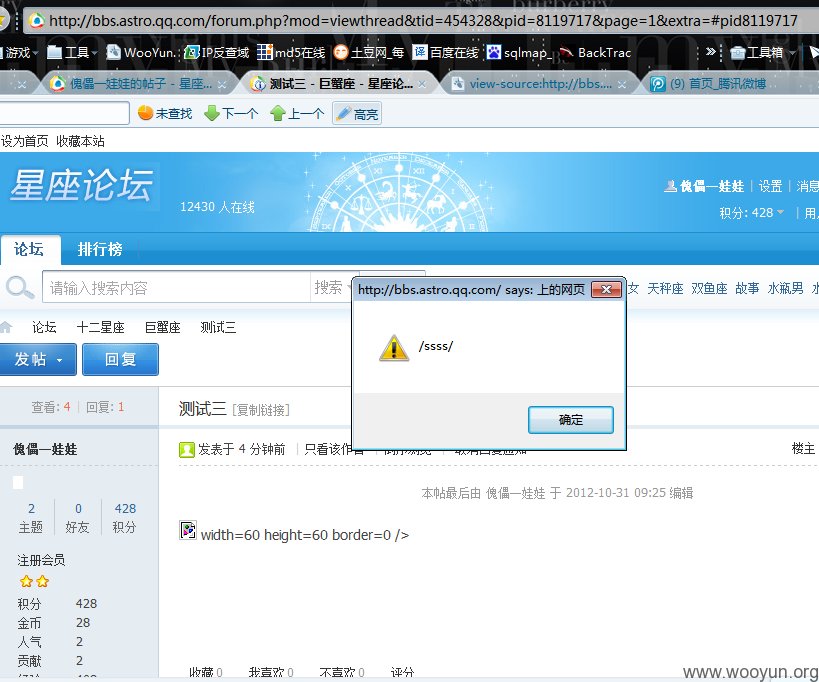 http://bbs.astro.qq.com/forum.php?mod=viewthread&tid=454328&pid=8119717&page=1&extra=#pid8119717
游戏 工具 WooYun. IP反查域 md5在线 土豆网_每 百度在线 sqlmap BackTrac » 工具箱
傀儡一娃娃的帖子 - 星座... 测试三 - 巨蟹座 - 星座论... view-source:http://bbs.... (9) 首页_腾讯微博
未查找 下一个 上一个 高亮
设为首页 收藏本站
星座论坛
12430 人在线
傀儡一娃娃 设置 消息
积分: 428
论坛 排行榜
请输入搜索内容 搜索 女 天秤座 双鱼座 故事 水瓶男
http://bbs.astro.qq.com/ says: 上的网页
/ssss/
确定
论坛 十二星座 巨蟹座 测试三
发帖 回复
查看: 4 回复: 1
测试三 [复制链接]
傀儡一娃娃
发表于 4 分钟前 只看该作者 倒序浏览 取消回复通知 楼主
本帖最后由 傀儡一娃娃 于 2012-10-31 09:25 编辑
2 0 428
主题 好友 积分
width=60 height=60 border=0 />
注册会员
积分 428
金币 28
人气 2
贡献 2
收藏 0 我喜欢 0 不喜欢 0 评分
www.wooyun.org